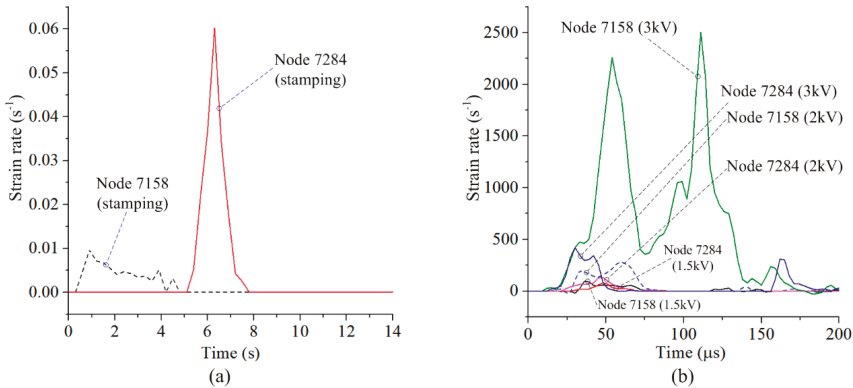 0.06
0.05
0.04
0.03
0.02
0.01
0.00
Strain rate (s-1)
Node 7284
(stamping)
Node 7158
(stamping)
0 2 4 6 8 10 12 14
Time (s)
(a)
2500
2000
1500
1000
500
0
Strain rate (s-1)
Node 7158 (3kV)
Node 7284 (3kV)
Node 7158 (2kV)
Node 7284 (2kV)
Node 7284
(1.5kV)
Node 7158 (1.5kV)
0 50 100 150 200
Time (μs)
(b)